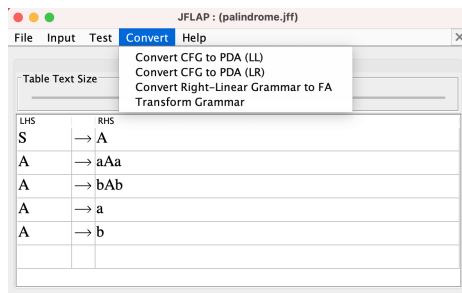 JFLAP : (palindrome.jff)
File Input Test Convert Help
Convert CFG to PDA (LL)
Convert CFG to PDA (LR)
Convert Right-Linear Grammar to FA
Transform Grammar
Table Text Size
LHS RHS
S → A
A → aAa
A → bAb
A → a
A → b